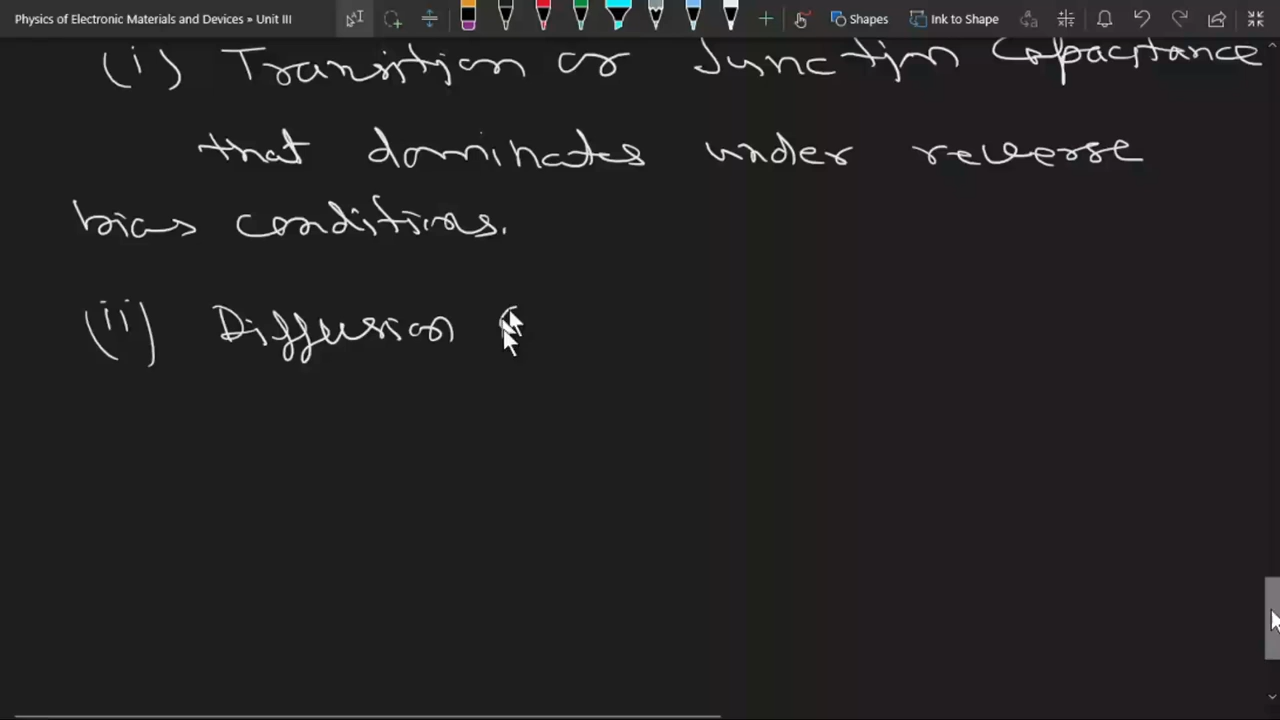 Physics of Electronic Materials and Devices » Unit III
Shapes
Ink to Shape
(i) Transition or Junction Capacitance
that dominates under reverse
bias conditions.
(ii) Diffusion